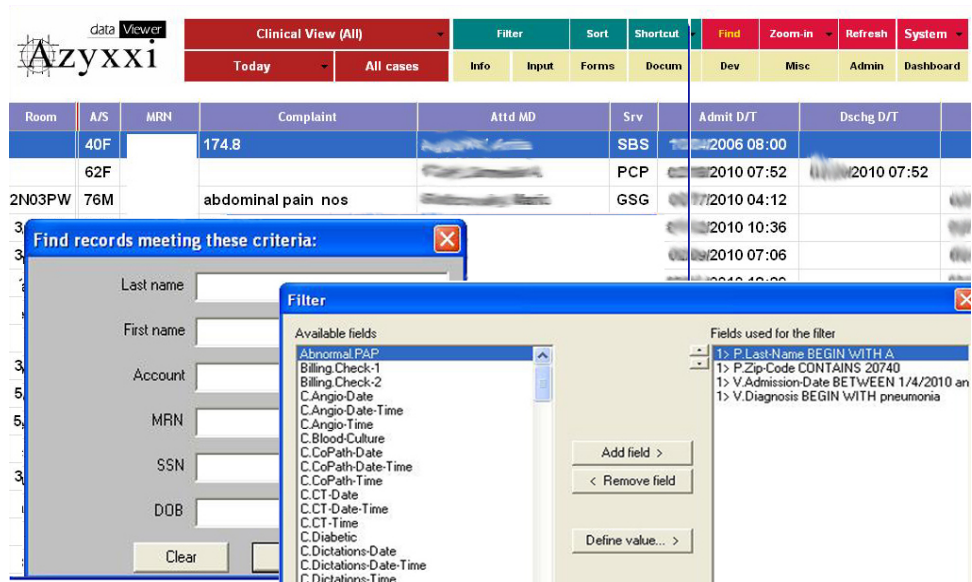 data Viewer
Azyxxi
Clinical View (All) Filter Sort Shortcut Find Zoom-in Refresh System
Today All cases Info Input Forms Docum Dev Misc Admin Dashboard
Room A/S MRN Complaint Attd MD Srv Admit D/T Dschg D/T
40F 174.8 SBS /2006 08:00
62F PCP /2010 07:52 /2010 07:52
2N03PW 76M abdominal pain nos GSG /2010 04:12
/2010 10:36
/2010 07:06
Find records meeting these criteria:
Last name
First name
Account
MRN
SSN
DOB
Clear
Filter
Available fields
Abnormal.PAP
Billing.Check-1
Billing.Check-2
C.Angio-Date
C.Angio-Date-Time
C.Angio-Time
C.Blood-Culture
C.CoPath-Date
C.CoPath-Date-Time
C.CoPath-Time
C.CT-Date
C.CT-Date-Time
C.CT-Time
C.Diabetic
C.Dictations-Date
C.Dictations-Date-Time
C.Dictations-Time
Add field >
< Remove field
Define value... >
Fields used for the filter
1> P.Last-Name BEGIN WITH A
1> P.Zip-Code CONTAINS 20740
1> V.Admission-Date BETWEEN 1/4/2010 an
1> V.Diagnosis BEGIN WITH pneumonia